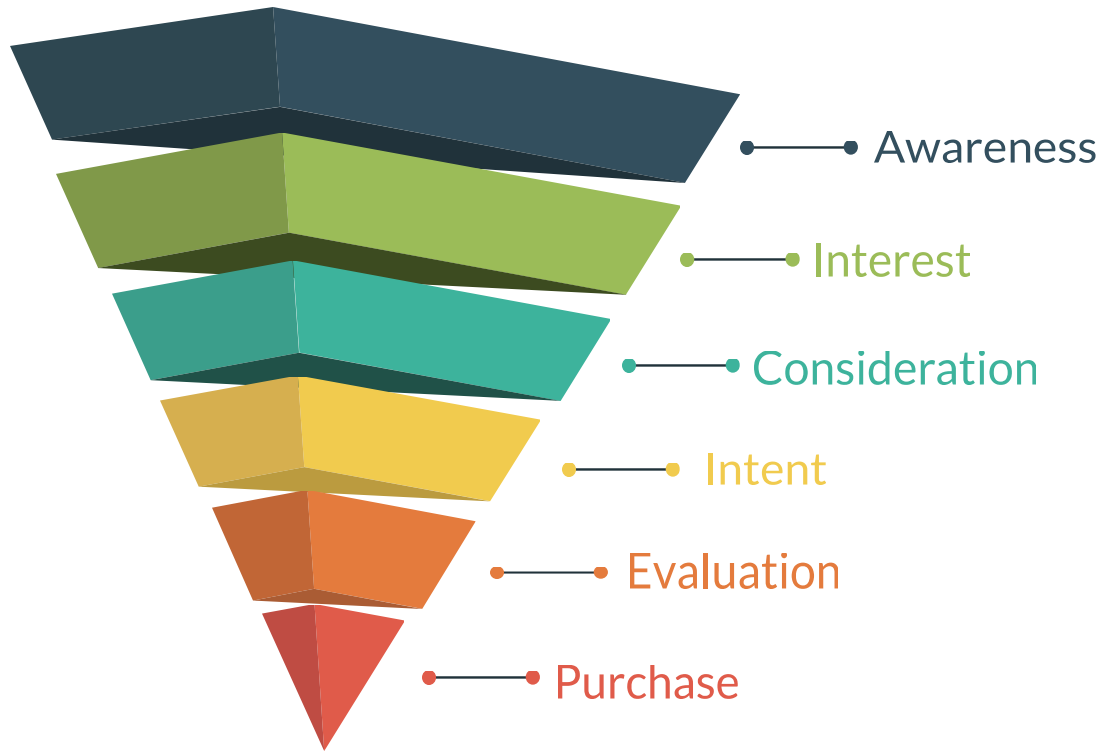 Awareness
Interest
Consideration
Intent
Evaluation
Purchase